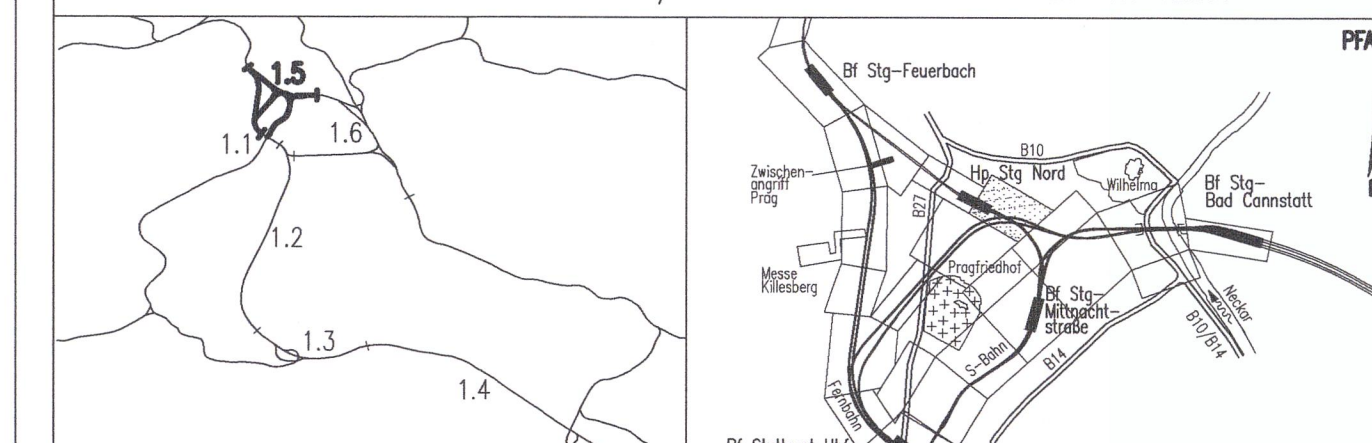 1.5
1.1
1.6
1.2
1.3
1.4
Bf Stg-Feuerbach
B10
Zwischen-
angriff
Prag
Hp Stg Nord
Wilhelma
Bf Stg-
Bad Cannstatt
B27
Messe
Killesberg
Pragfriedhof
Bf Stg-
Mittnacht-
straße
Neckar
B10/B14
S-Bahn
B14
Fernbahn